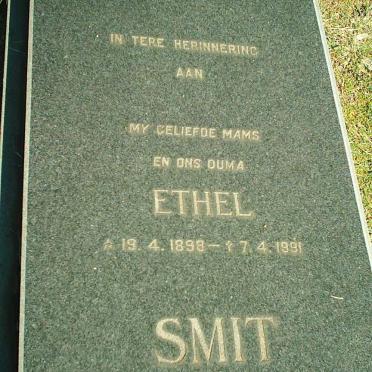 IN TERE HERINNERING
AAN
MY GELIEFDE MAMS
EN ONS OUMA
ETHEL
☆ 19. 4. 1898 – ✝ 7. 4. 1991
SMIT